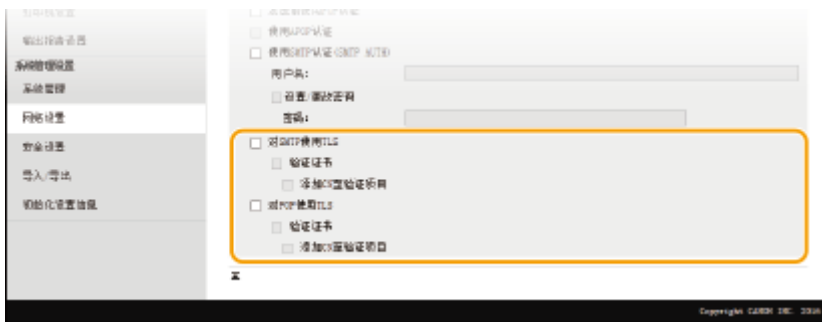 输出报告设置
系统管理设置
系统管理
网络设置
安全设置
导入/导出
初始化设置信息
使用APOP认证
使用SMTP认证(SMTP AUTH)
用户名:
设置/更改密码
密码:
对SMTP使用TLS
验证证书
添加CN至验证项目
对POP使用TLS
验证证书
添加CN至验证项目
Copyright CANON INC. 2016